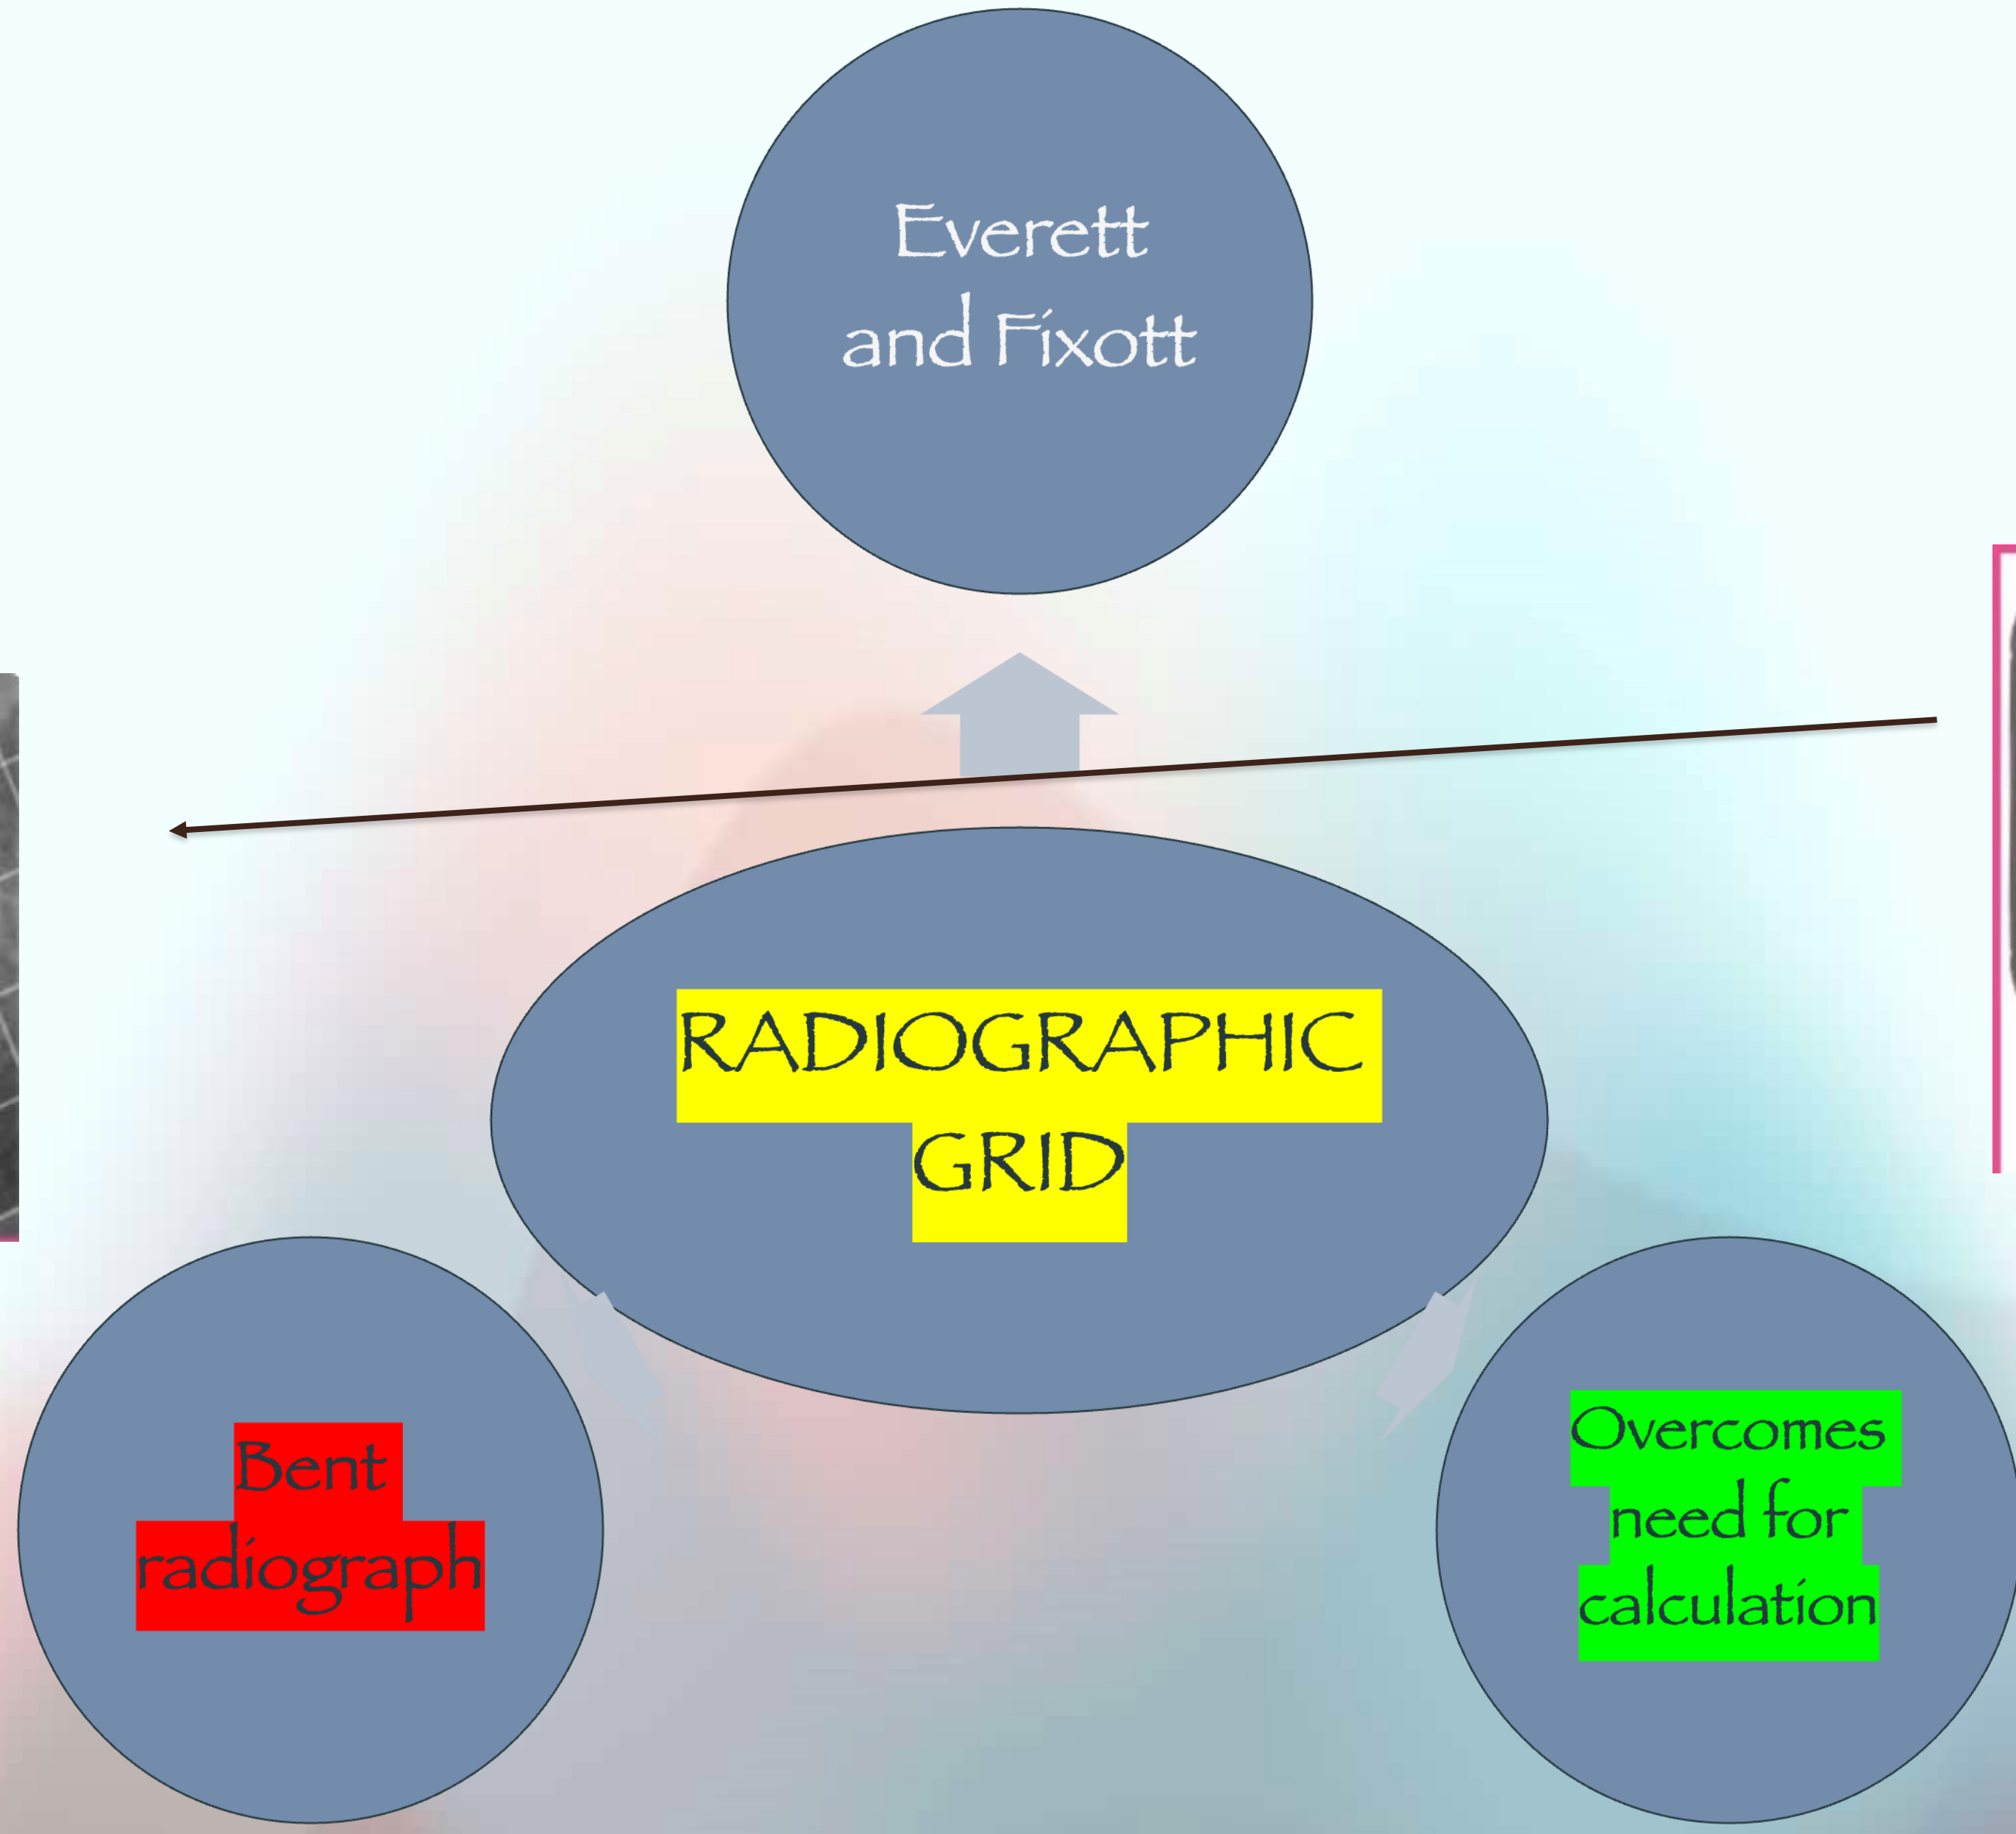 Everett
and Fixott
RADIOGRAPHIC
GRID
Bent
radiograph
Overcomes
need for
calculation